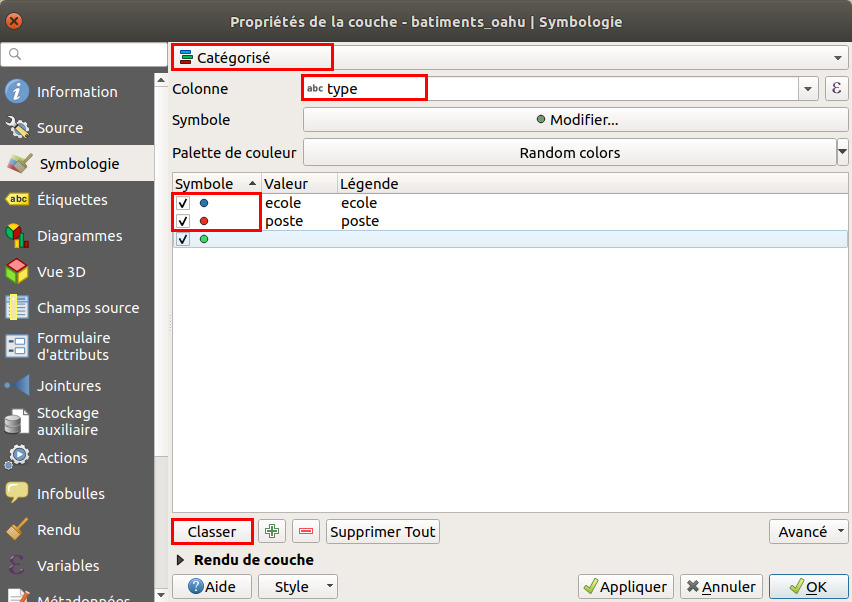 Propriétés de la couche - batiments_oahu | Symbologie
Information
Source
Symbologie
abc Étiquettes
Diagrammes
Vue 3D
Champs source
Formulaire
d'attributs
Jointures
Stockage
auxiliaire
Actions
Infobulles
Rendu
Variables
Métadonnées
Catégorisé
Colonne abc type ε
Symbole Modifier...
Palette de couleur Random colors
Symbole Valeur Légende
ecole ecole
poste poste
Classer Supprimer Tout Avancé
Rendu de couche
Aide Style Appliquer Annuler OK